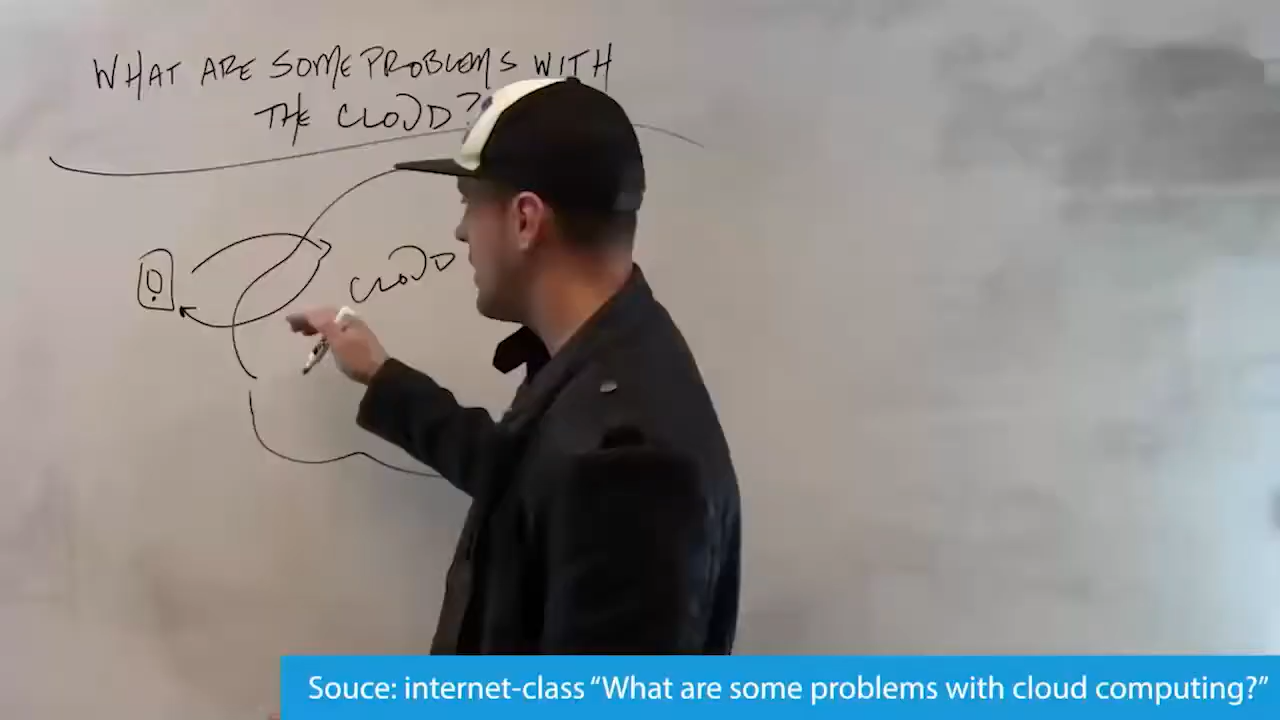 WHAT ARE SOME PROBLEMS WITH
THE CLOUD?
CLOUD
Souce: internet-class “What are some problems with cloud computing?”